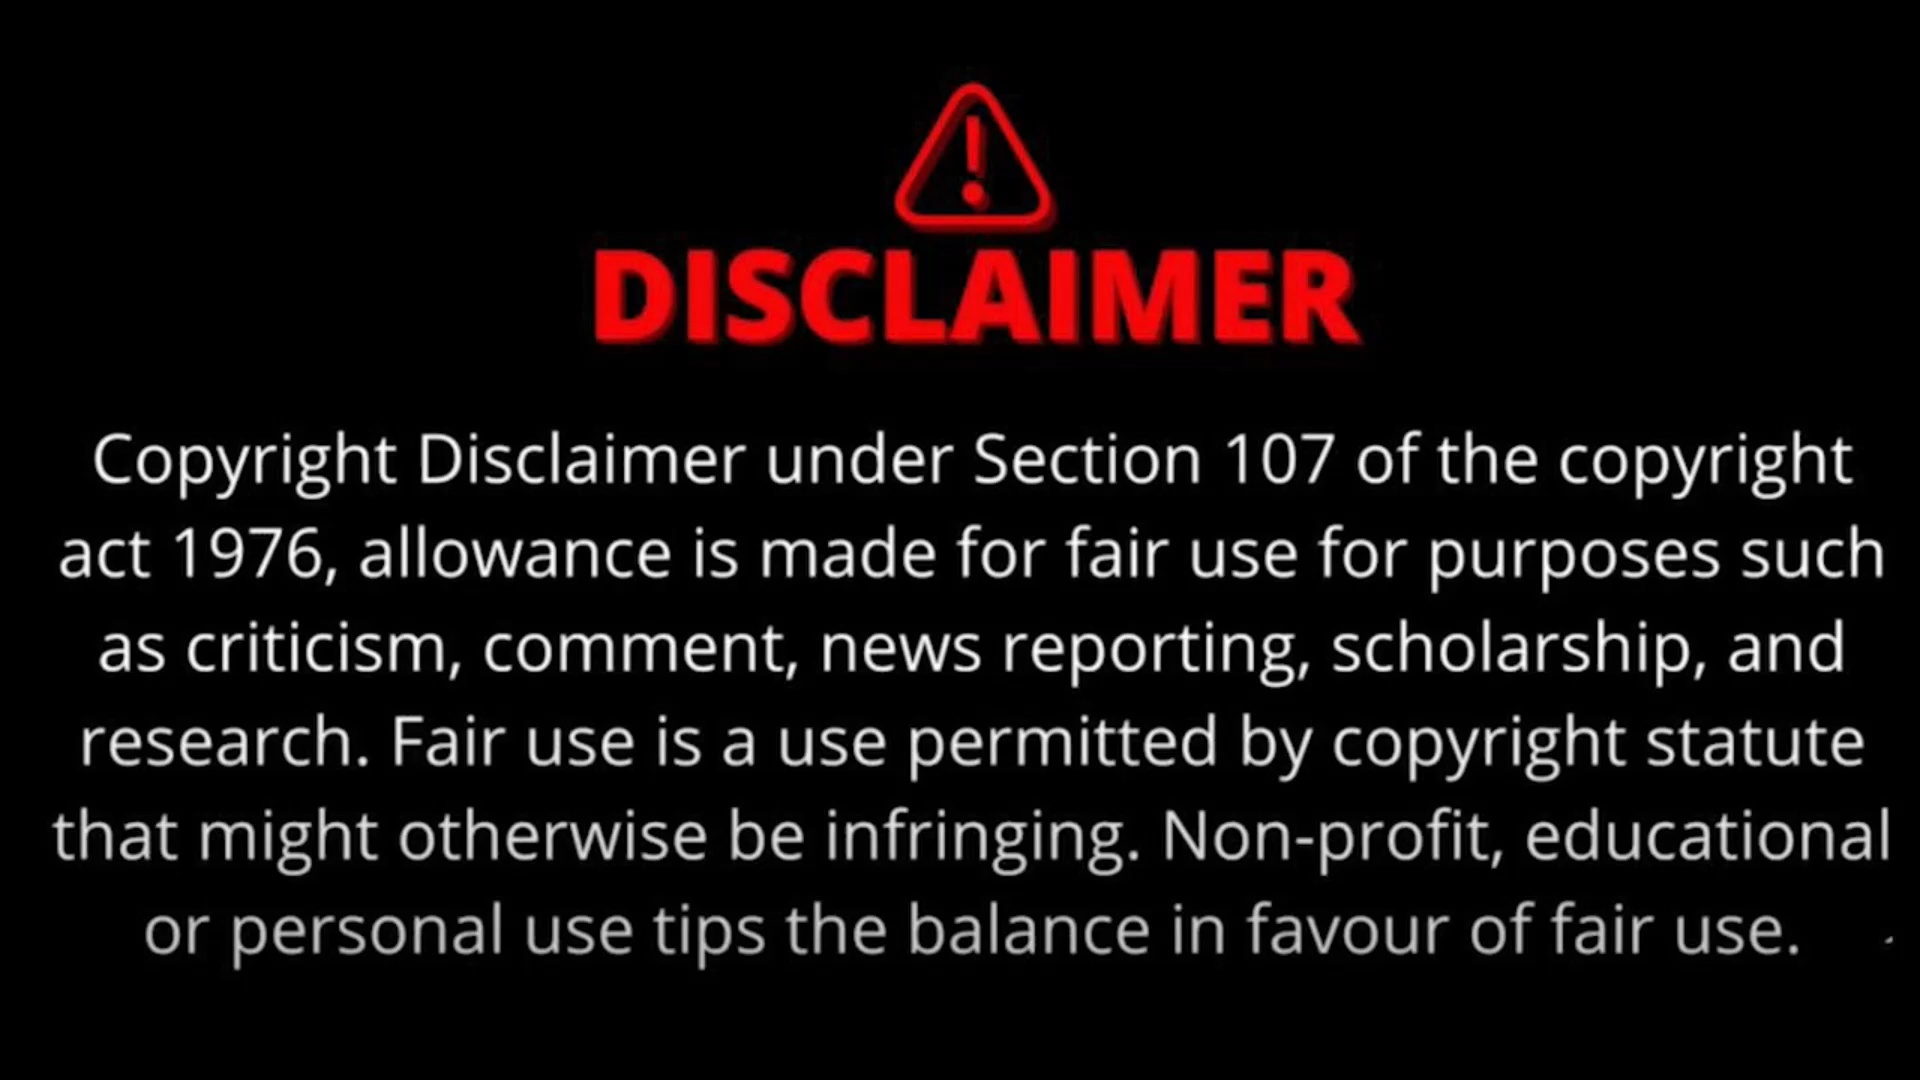 DISCLAIMER
Copyright Disclaimer under Section 107 of the copyright
act 1976, allowance is made for fair use for purposes such
as criticism, comment, news reporting, scholarship, and
research. Fair use is a use permitted by copyright statute
that might otherwise be infringing. Non-profit, educational
or personal use tips the balance in favour of fair use.